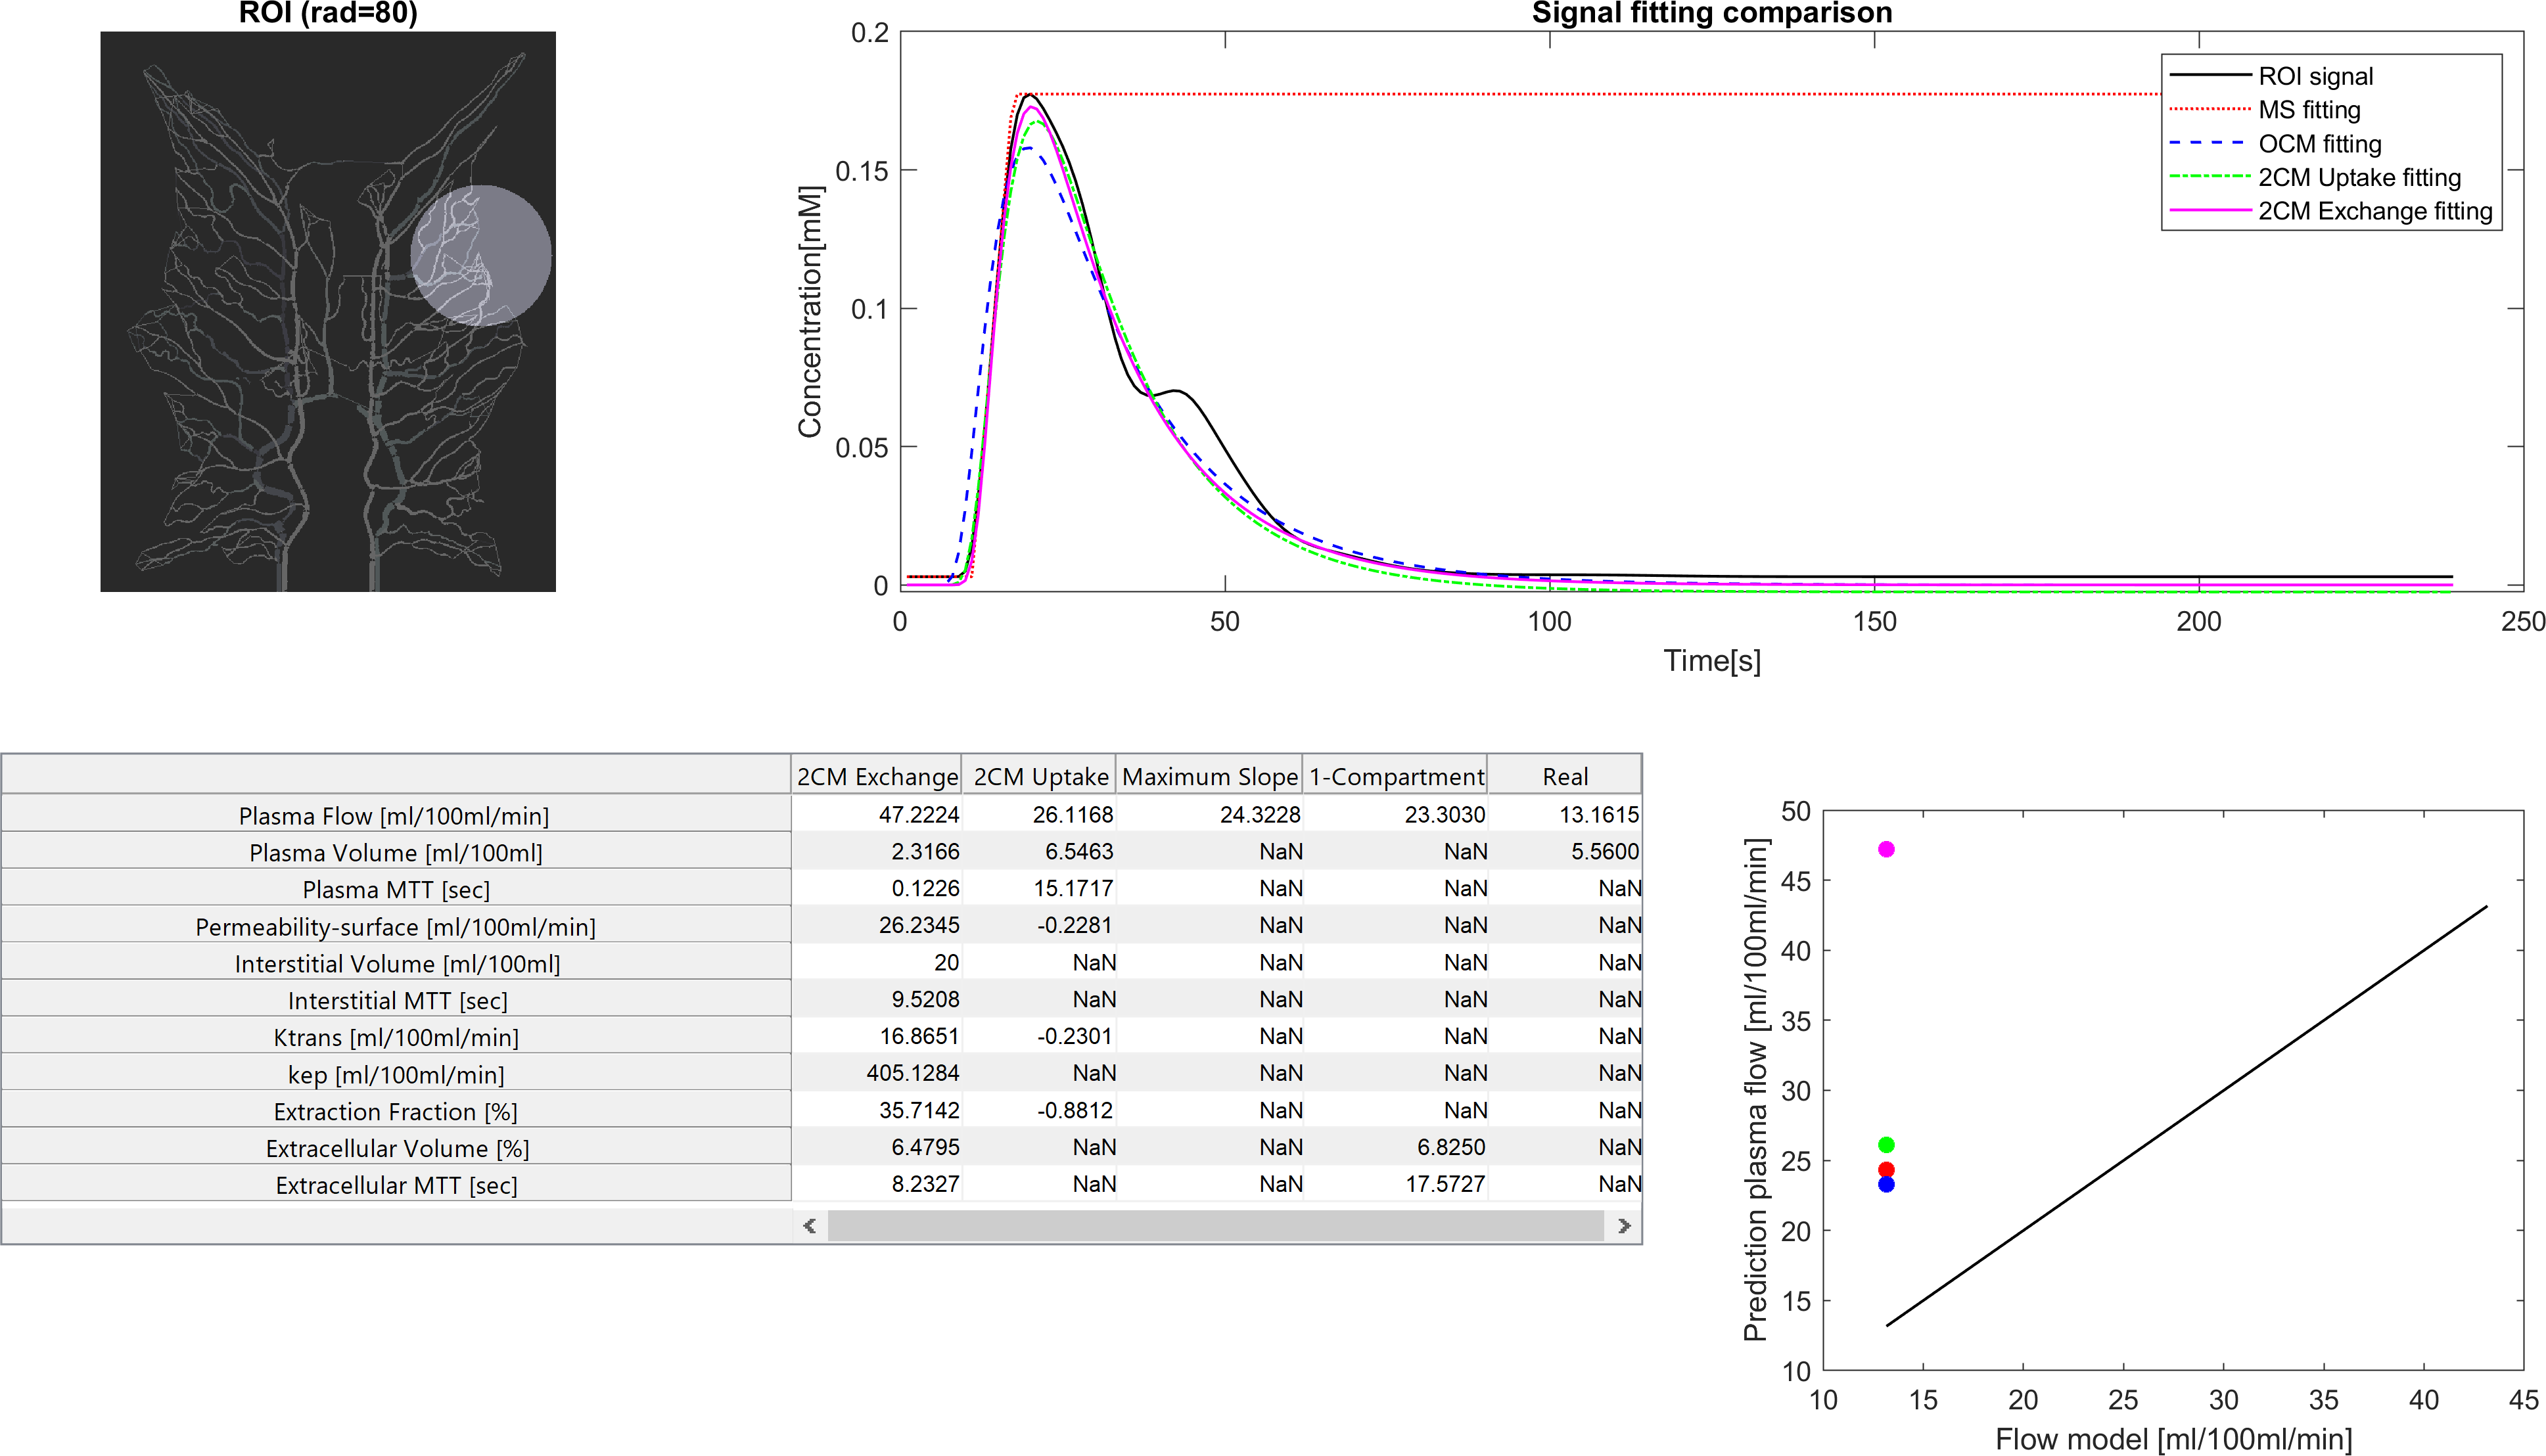 ROI (rad=80)
Signal fitting comparison
0.2
0.15
0.1
0.05
0
Concentration[mM]
0 50 100 150 200 250
Time[s]
ROI signal
MS fitting
OCM fitting
2CM Uptake fitting
2CM Exchange fitting
2CM Exchange 2CM Uptake Maximum Slope 1-Compartment Real
Plasma Flow [ml/100ml/min] 47.2224 26.1168 24.3228 23.3030 13.1615
Plasma Volume [ml/100ml] 2.3166 6.5463 NaN NaN 5.5600
Plasma MTT [sec] 0.1226 15.1717 NaN NaN NaN
Permeability-surface [ml/100ml/min] 26.2345 -0.2281 NaN NaN NaN
Interstitial Volume [ml/100ml] 20 NaN NaN NaN NaN
Interstitial MTT [sec] 9.5208 NaN NaN NaN NaN
Ktrans [ml/100ml/min] 16.8651 -0.2301 NaN NaN NaN
kep [ml/100ml/min] 405.1284 NaN NaN NaN NaN
Extraction Fraction [%] 35.7142 -0.8812 NaN NaN NaN
Extracellular Volume [%] 6.4795 NaN NaN 6.8250 NaN
Extracellular MTT [sec] 8.2327 NaN NaN 17.5727 NaN
50
45
40
35
30
25
20
15
10
Prediction plasma flow [ml/100ml/min]
10 15 20 25 30 35 40 45
Flow model [ml/100ml/min]